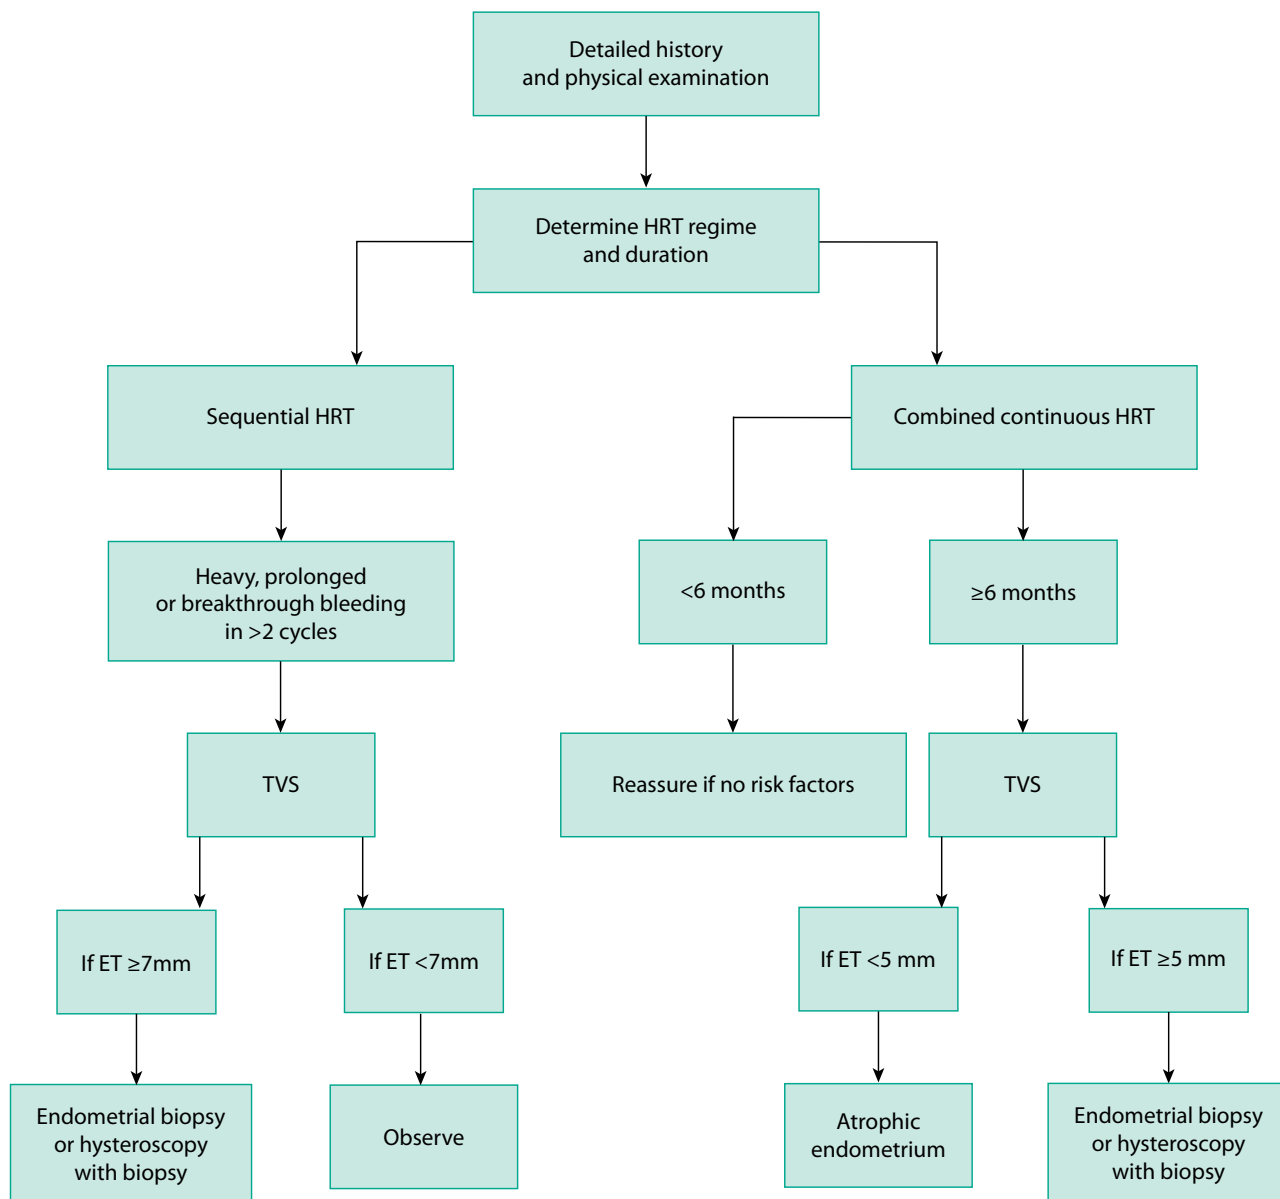 Detailed history
and physical examination
Determine HRT regime
and duration
Sequential HRT
Combined continuous HRT
Heavy, prolonged
or breakthrough bleeding
in >2 cycles
<6 months
≥6 months
TVS
Reassure if no risk factors
TVS
If ET ≥7mm
If ET <7mm
If ET <5 mm
If ET ≥5 mm
Endometrial biopsy
or hysteroscopy
with biopsy
Observe
Atrophic
endometrium
Endometrial biopsy
or hysteroscopy
with biopsy